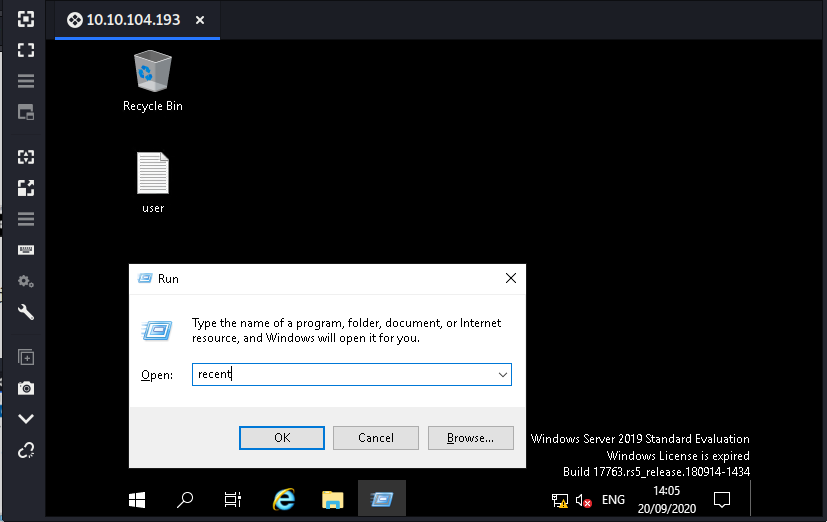 10.10.104.193
Recycle Bin
user
Run
Type the name of a program, folder, document, or Internet
resource, and Windows will open it for you.
Open:
recent
OK
Cancel
Browse...
Windows Server 2019 Standard Evaluation
Windows License is expired
Build 17763.rs5_release.180914-1434
ENG
14:05
20/09/2020